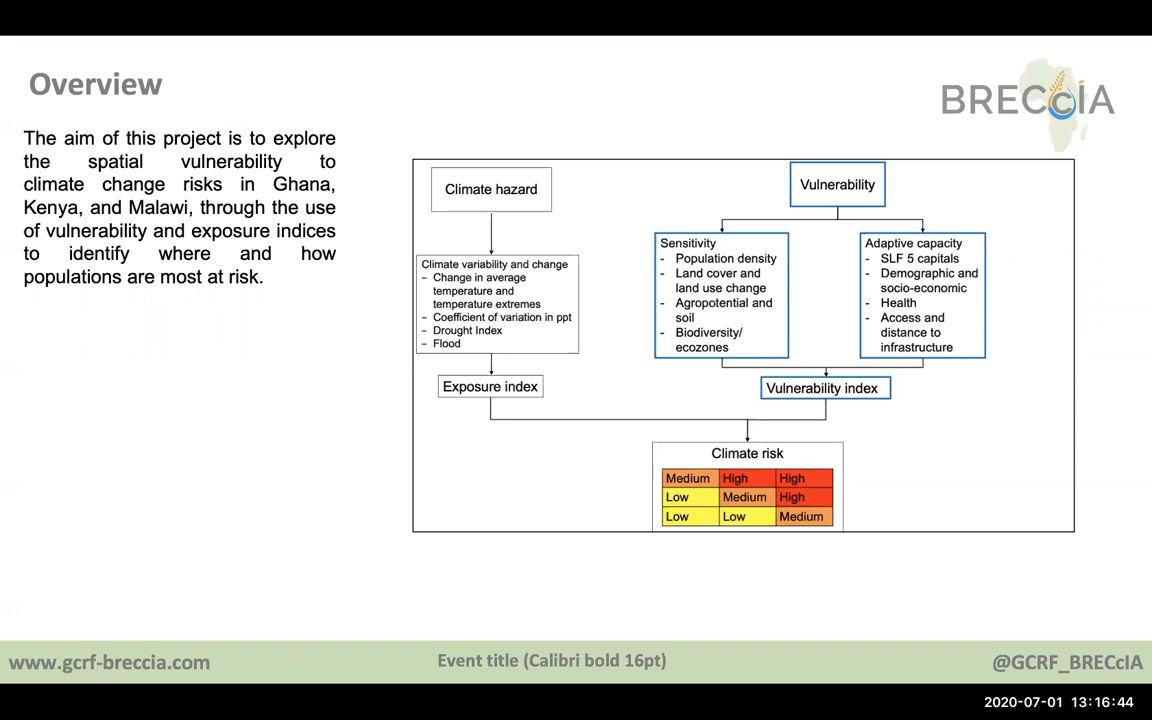 Overview
BRECcIA
The aim of this project is to explore
the spatial vulnerability to
climate change risks in Ghana,
Kenya, and Malawi, through the use
of vulnerability and exposure indices
to identify where and how
populations are most at risk.
Climate hazard
Climate variability and change
- Change in average
temperature and
temperature extremes
- Coefficient of variation in ppt
- Drought Index
- Flood
Exposure index
Vulnerability
Sensitivity
- Population density
- Land cover and
land use change
- Agropotential and
soil
- Biodiversity/
ecozones
Adaptive capacity
- SLF 5 capitals
- Demographic and
socio-economic
- Health
- Access and
distance to
infrastructure
Vulnerability index
Climate risk
Medium High High
Low Medium High
Low Low Medium
www.gcrf-breccia.com
Event title (Calibri bold 16pt)
@GCRF_BRECcIA
2020-07-01 13:16:44